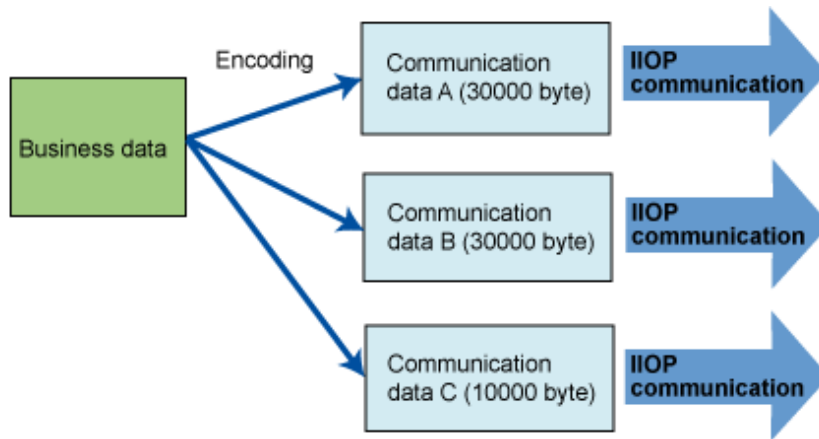 Encoding
Business data
Communication
data A (30000 byte)
IIOP
communication
Communication
data B (30000 byte)
IIOP
communication
Communication
data C (10000 byte)
IIOP
communication